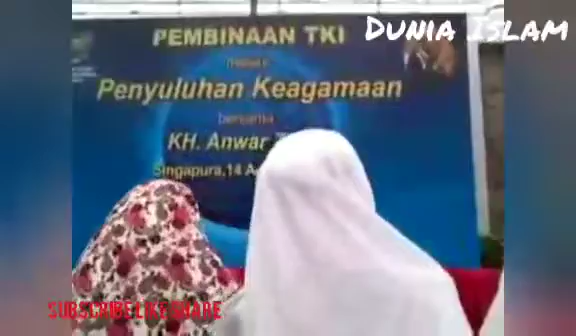 Dunia Islam
PEMBINAAN TKI
Penyuluhan Keagamaan
bersama
KH. Anwar
Singapura, 14 A
SUBSCRIBE LIKE SHARE